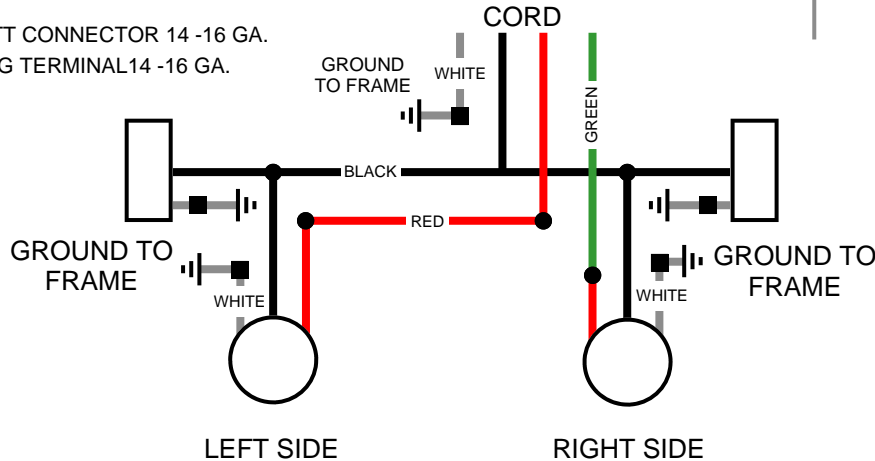 CORD
CONNECTOR 14 -16 GA.
TERMINAL14 -16 GA.
GROUND
TO FRAME
WHITE
GREEN
BLACK
RED
GROUND TO
FRAME
WHITE
WHITE
GROUND TO
FRAME
LEFT SIDE
RIGHT SIDE